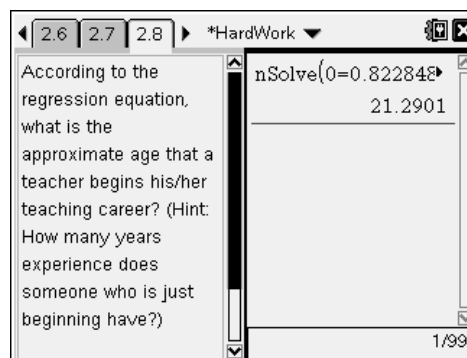 2.6 2.7 2.8 *HardWork
According to the
regression equation,
what is the
approximate age that a
teacher begins his/her
teaching career? (Hint:
How many years
experience does
someone who is just
beginning have?)
nSolve(0=0.822848
21.2901
1/99